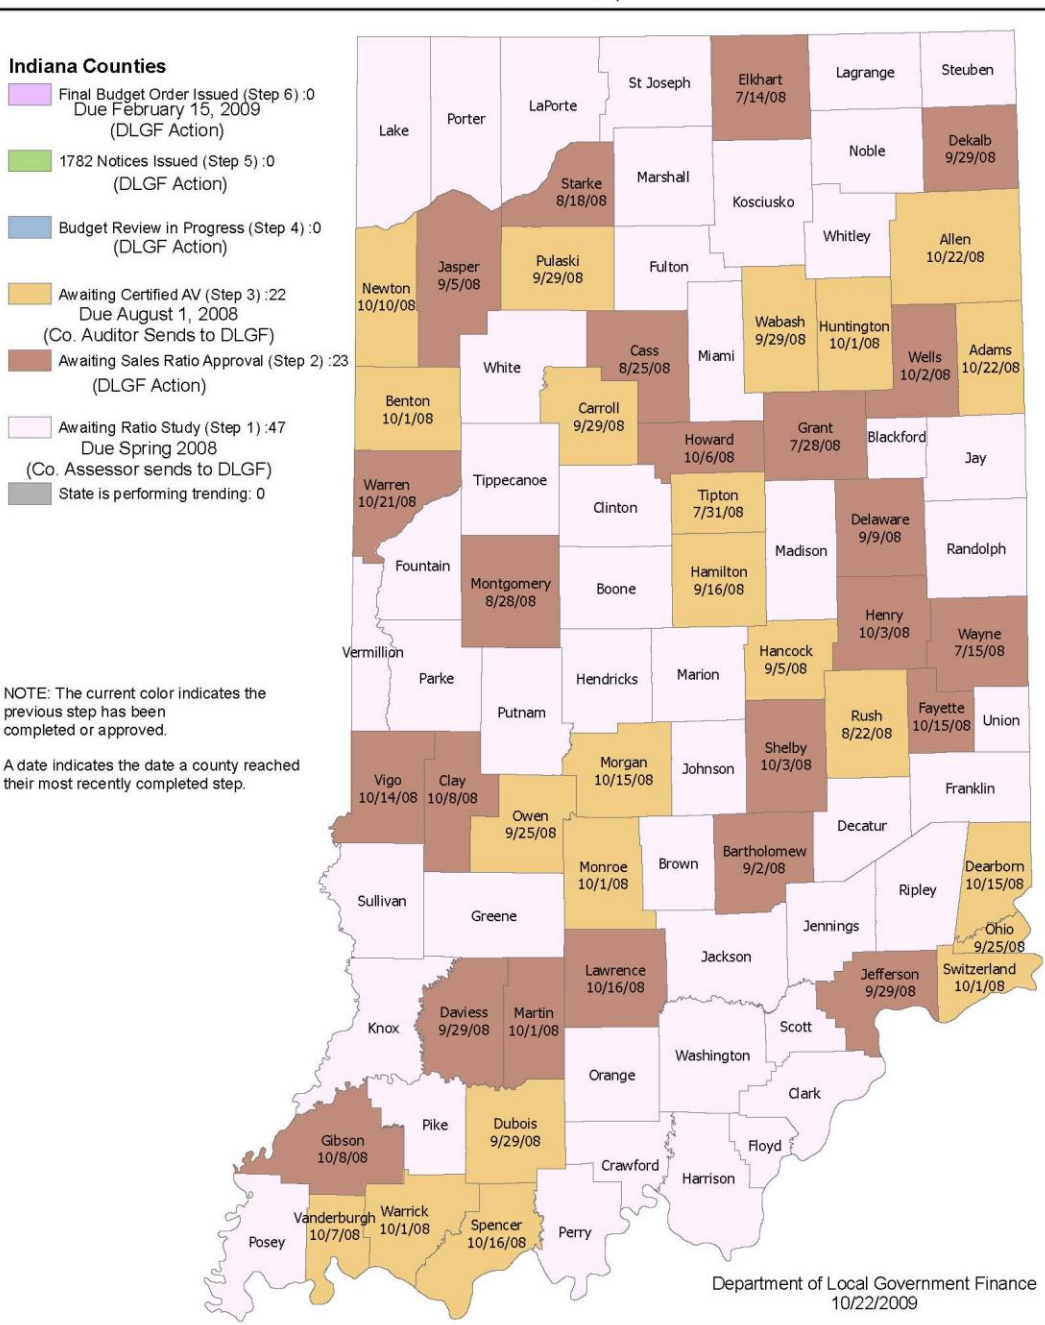 Indiana Counties
Final Budget Order Issued (Step 6) :0
Due February 15, 2009
(DLGF Action)
1782 Notices Issued (Step 5) :0
(DLGF Action)
Budget Review in Progress (Step 4) :0
(DLGF Action)
Awaiting Certified AV (Step 3) :22
Due August 1, 2008
(Co. Auditor Sends to DLGF)
Awaiting Sales Ratio Approval (Step 2) :23
(DLGF Action)
Awaiting Ratio Study (Step 1) :47
Due Spring 2008
(Co. Assessor sends to DLGF)
State is performing trending: 0
NOTE: The current color indicates the
previous step has been
completed or approved.
A date indicates the date a county reached
their most recently completed step.
Lake
Porter
LaPorte
St Joseph
Elkhart
7/14/08
Lagrange
Steuben
Starke
8/18/08
Marshall
Kosciusko
Noble
Dekalb
9/29/08
Newton
10/10/08
Jasper
9/5/08
Pulaski
9/29/08
Fulton
Whitley
Allen
10/22/08
White
Cass
8/25/08
Miami
Wabash
9/29/08
Huntington
10/1/08
Wells
10/2/08
Adams
10/22/08
Benton
10/1/08
Carroll
9/29/08
Howard
10/6/08
Grant
7/28/08
Blackford
Jay
Warren
10/21/08
Tippecanoe
Clinton
Tipton
7/31/08
Madison
Delaware
9/9/08
Randolph
Fountain
Montgomery
8/28/08
Boone
Hamilton
9/16/08
Henry
10/3/08
Wayne
7/15/08
Vermillion
Parke
Putnam
Hendricks
Marion
Hancock
9/5/08
Rush
8/22/08
Fayette
10/15/08
Union
Vigo
10/14/08
Clay
10/8/08
Owen
9/25/08
Morgan
10/15/08
Johnson
Shelby
10/3/08
Franklin
Decatur
Sullivan
Greene
Monroe
10/1/08
Brown
Bartholomew
9/2/08
Ripley
Dearborn
10/15/08
Jennings
Ohio
9/25/08
Jackson
Lawrence
10/16/08
Jefferson
9/29/08
Switzerland
10/1/08
Knox
Daviess
9/29/08
Martin
10/1/08
Scott
Washington
Orange
Clark
Gibson
10/8/08
Pike
Dubois
9/29/08
Crawford
Floyd
Harrison
Posey
Vanderburgh
10/7/08
Warrick
10/1/08
Spencer
10/16/08
Perry
Department of Local Government Finance
10/22/2009